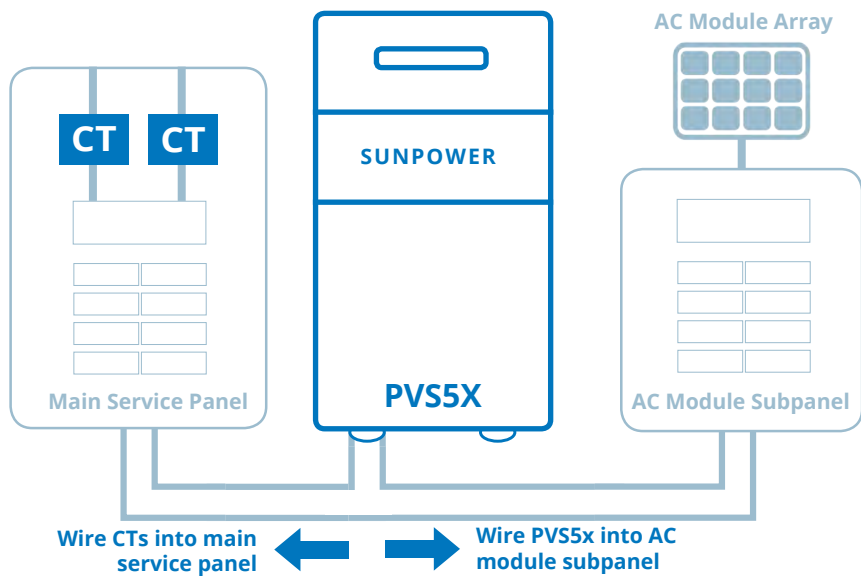 AC Module Array
CT
CT
SUNPOWER
PVS5X
Main Service Panel
AC Module Subpanel
Wire CTs into main
service panel
Wire PVS5x into AC
module subpanel